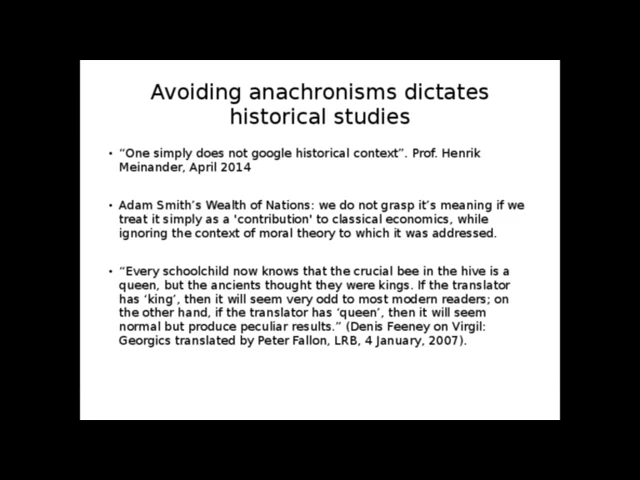 Avoiding anachronisms dictates
historical studies
• “One simply does not google historical context”. Prof. Henrik
Meinander, April 2014
• Adam Smith’s Wealth of Nations: we do not grasp it’s meaning if we
treat it simply as a 'contribution' to classical economics, while
ignoring the context of moral theory to which it was addressed.
• “Every schoolchild now knows that the crucial bee in the hive is a
queen, but the ancients thought they were kings. If the translator
has ‘king’, then it will seem very odd to most modern readers; on
the other hand, if the translator has ‘queen’, then it will seem
normal but produce peculiar results.” (Denis Feeney on Virgil:
Georgics translated by Peter Fallon, LRB, 4 January, 2007).